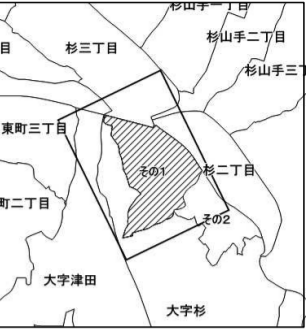 杉山手一丁目
杉山手二丁目
目
杉三丁目
杉山手三丁
東町三丁目
その1
杉二丁目
町二丁目
その2
大字津田
大字杉